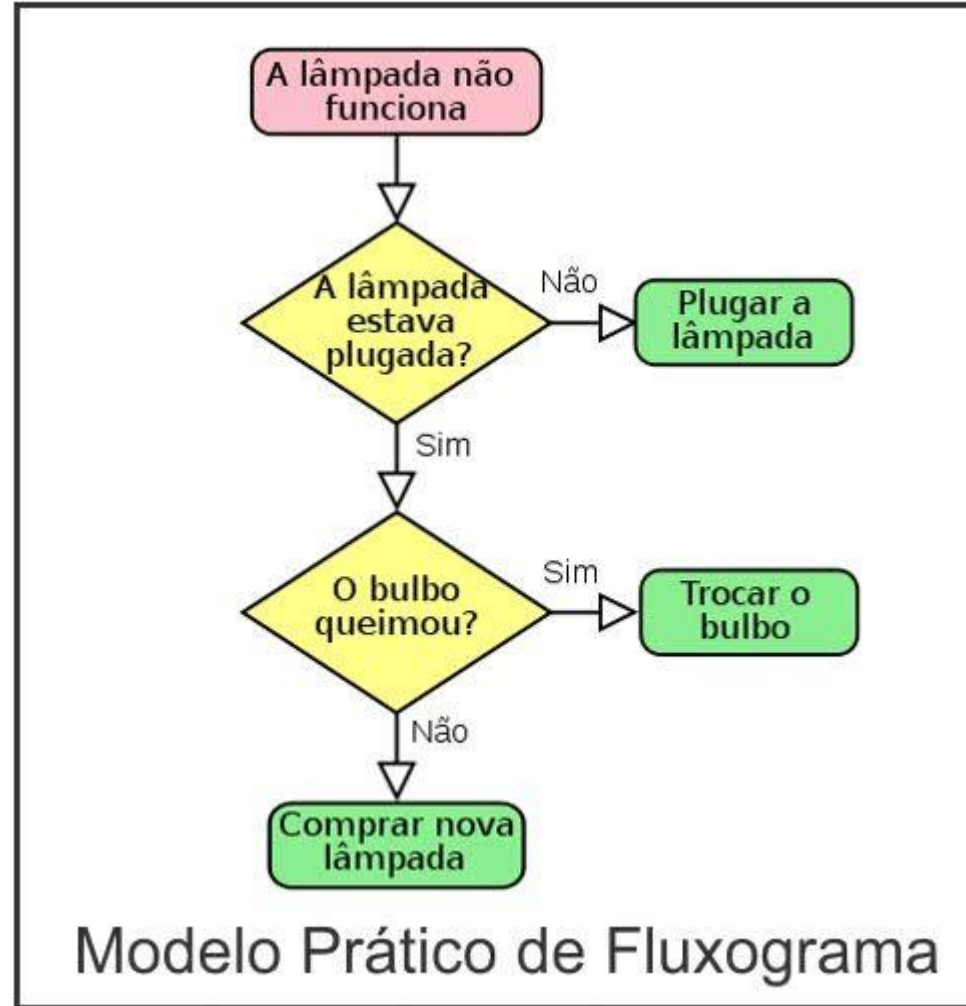 A lâmpada não
funciona
A lâmpada
estava
plugada?
Não
Plugar a
lâmpada
Sim
O bulbo
queimou?
Sim
Trocar o
bulbo
Não
Comprar nova
lâmpada
Modelo Prático de Fluxograma